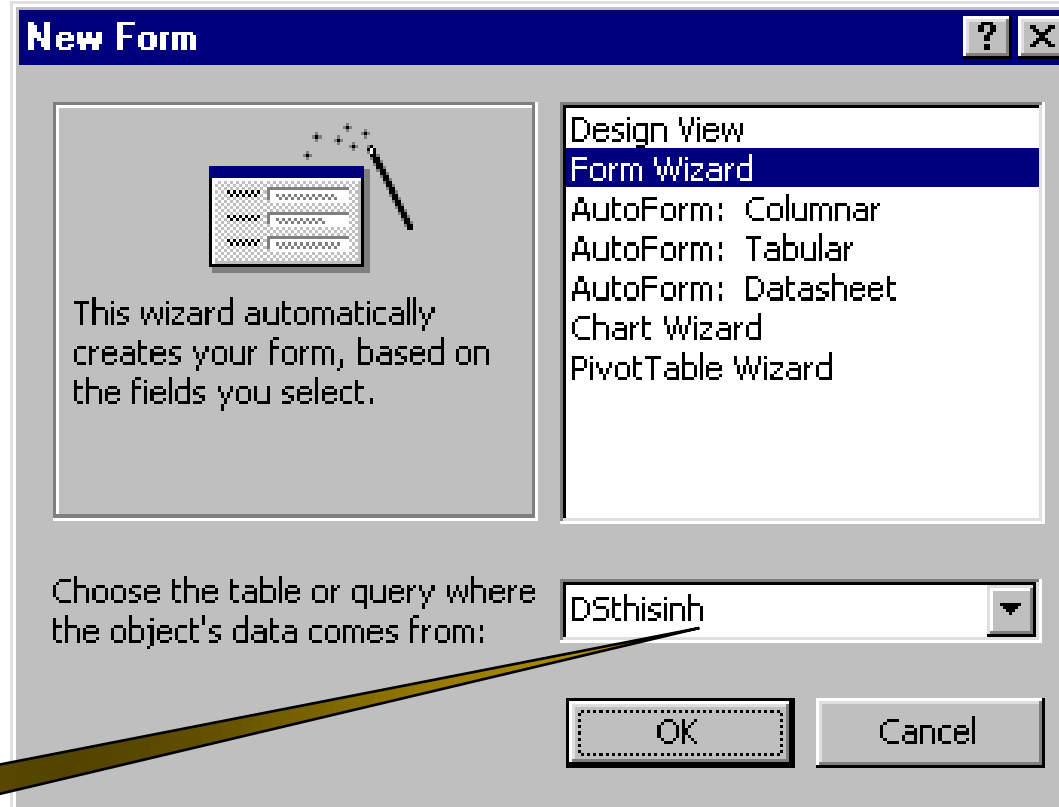 New Form
This wizard automatically
creates your form, based on
the fields you select.
Design View
Form Wizard
AutoForm: Columnar
AutoForm: Tabular
AutoForm: Datasheet
Chart Wizard
PivotTable Wizard
Choose the table or query where
the object's data comes from:
DSthisinh
OK
Cancel